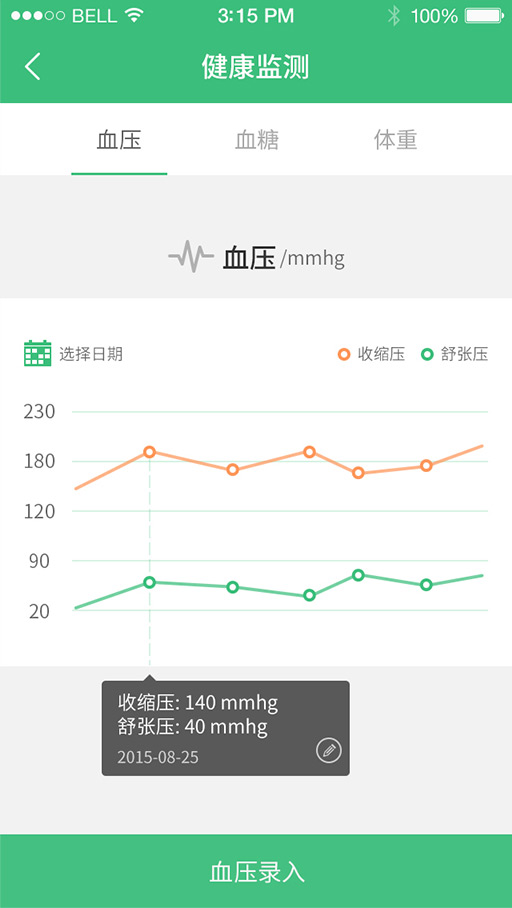 BELL 3:15 PM 100%
健康监测
血压 血糖 体重
血压/mmhg
选择日期 收缩压 舒张压
230
180
120
90
20
收缩压: 140 mmhg
舒张压: 40 mmhg
2015-08-25
血压录入